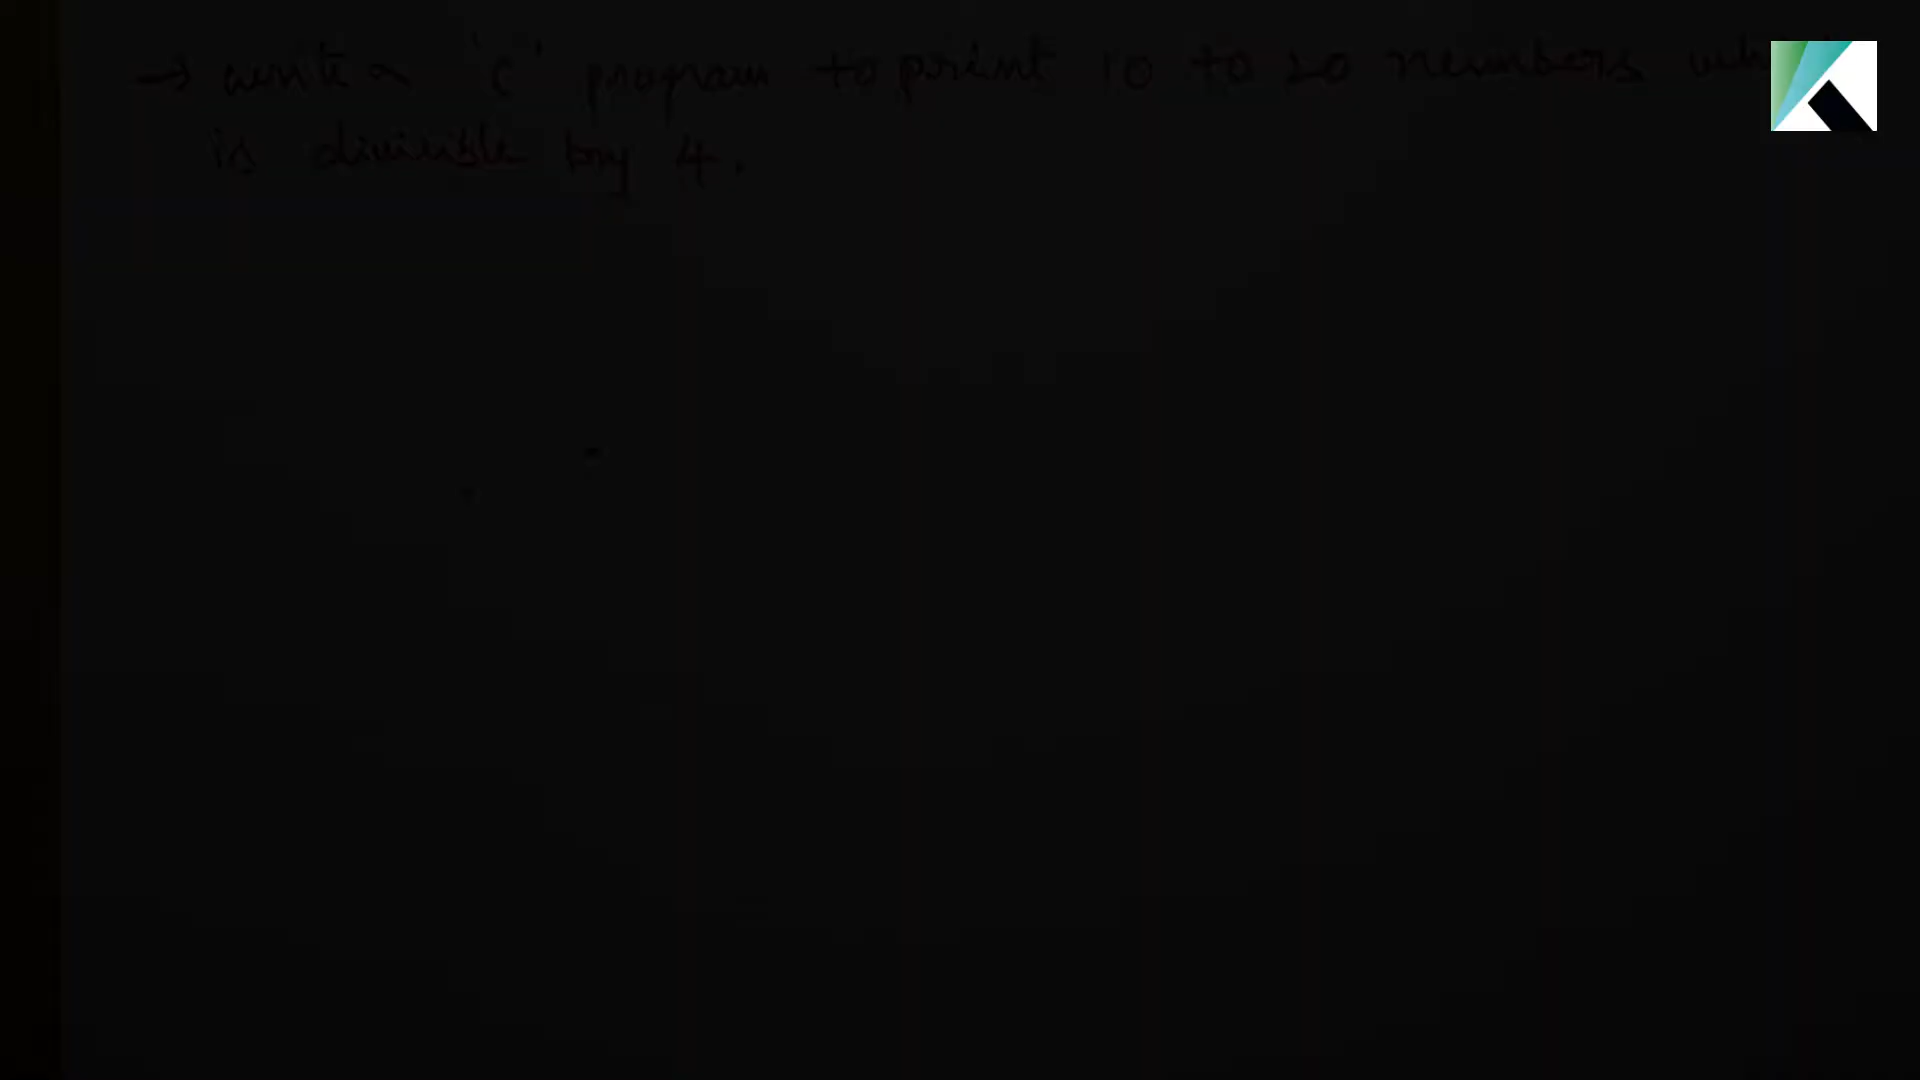 → write a 'c' program to print 10 to 20 numbers
is divisible by 4.